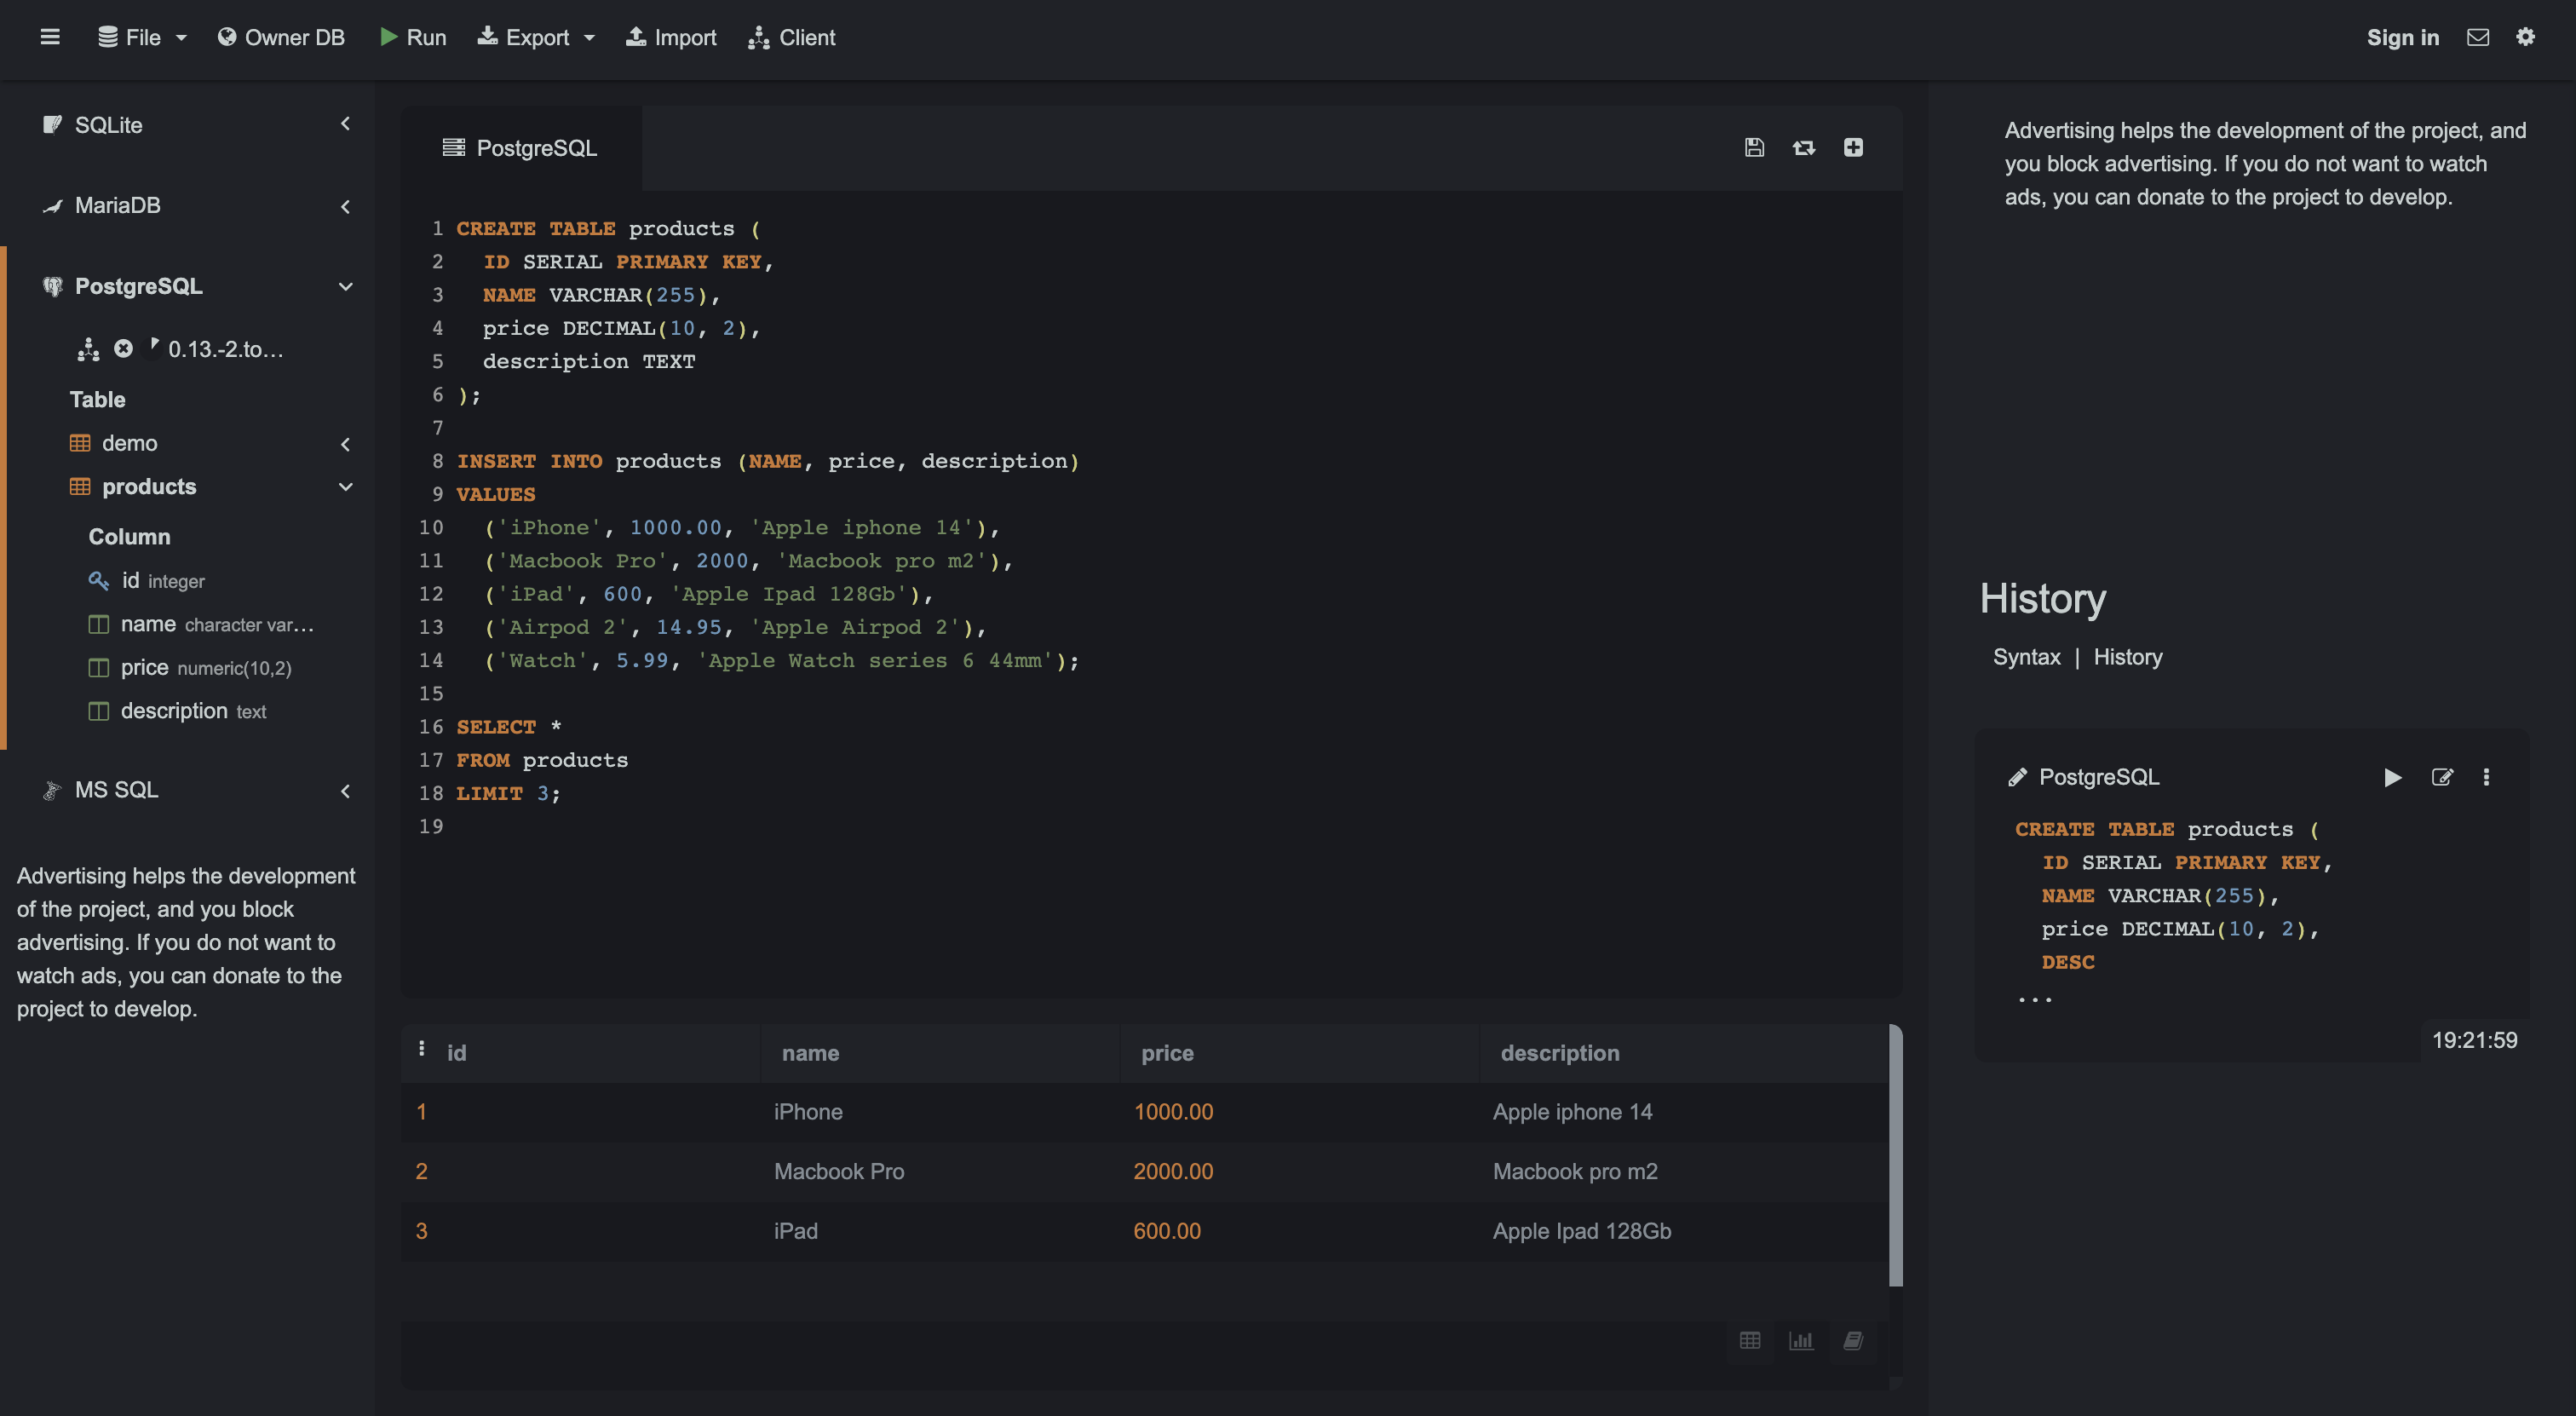 File Owner DB Run Export Import Client Sign in
SQLite
MariaDB
PostgreSQL
0.13.-2.to...
Table
demo
products
Column
id integer
name character var...
price numeric(10,2)
description text
MS SQL
Advertising helps the development
of the project, and you block
advertising. If you do not want to
watch ads, you can donate to the
project to develop.
PostgreSQL
1 CREATE TABLE products (
2 ID SERIAL PRIMARY KEY,
3 NAME VARCHAR(255),
4 price DECIMAL(10, 2),
5 description TEXT
6 );
7
8 INSERT INTO products (NAME, price, description)
9 VALUES
10 ('iPhone', 1000.00, 'Apple iphone 14'),
11 ('Macbook Pro', 2000, 'Macbook pro m2'),
12 ('iPad', 600, 'Apple Ipad 128Gb'),
13 ('Airpod 2', 14.95, 'Apple Airpod 2'),
14 ('Watch', 5.99, 'Apple Watch series 6 44mm');
15
16 SELECT *
17 FROM products
18 LIMIT 3;
19
id name price description
1 iPhone 1000.00 Apple iphone 14
2 Macbook Pro 2000.00 Macbook pro m2
3 iPad 600.00 Apple Ipad 128Gb
Advertising helps the development of the project, and
you block advertising. If you do not want to watch
ads, you can donate to the project to develop.
History
Syntax | History
PostgreSQL
CREATE TABLE products (
ID SERIAL PRIMARY KEY,
NAME VARCHAR(255),
price DECIMAL(10, 2),
DESC
...
19:21:59